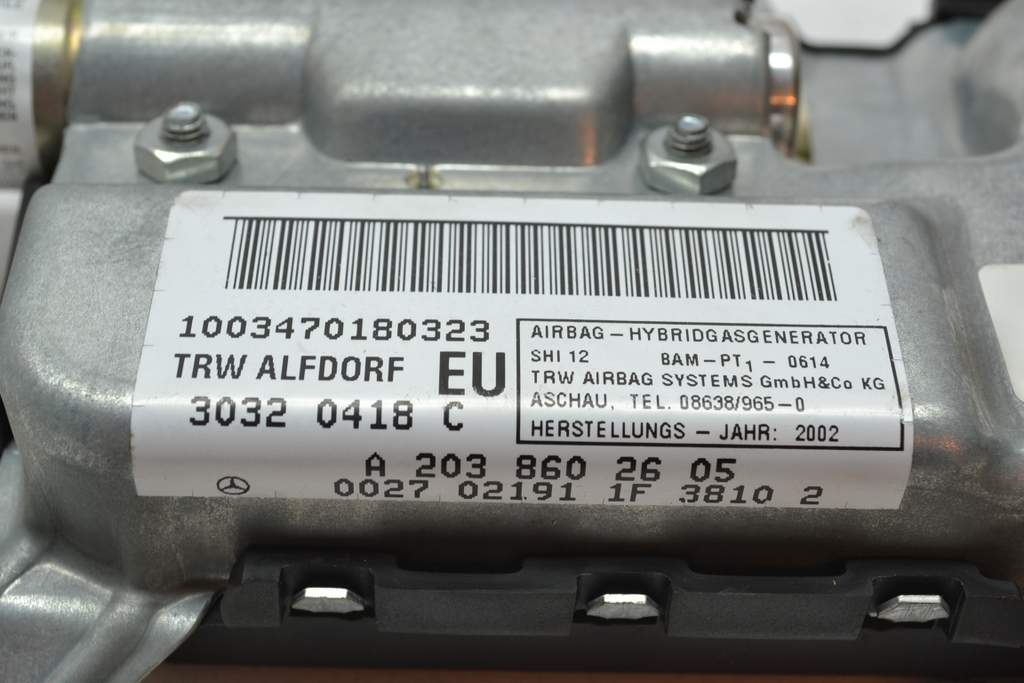 1003470180323
TRW ALFDORF EU
3032 0418 C
AIRBAG – HYBRIDGASGENERATOR
SHI 12 BAM–PT1 – 0614
TRW AIRBAG SYSTEMS GmbH&Co KG
ASCHAU, TEL. 08638/965–0
HERSTELLUNGS – JAHR: 2002
A 203 860 26 05
0027 02191 1F 3810 2